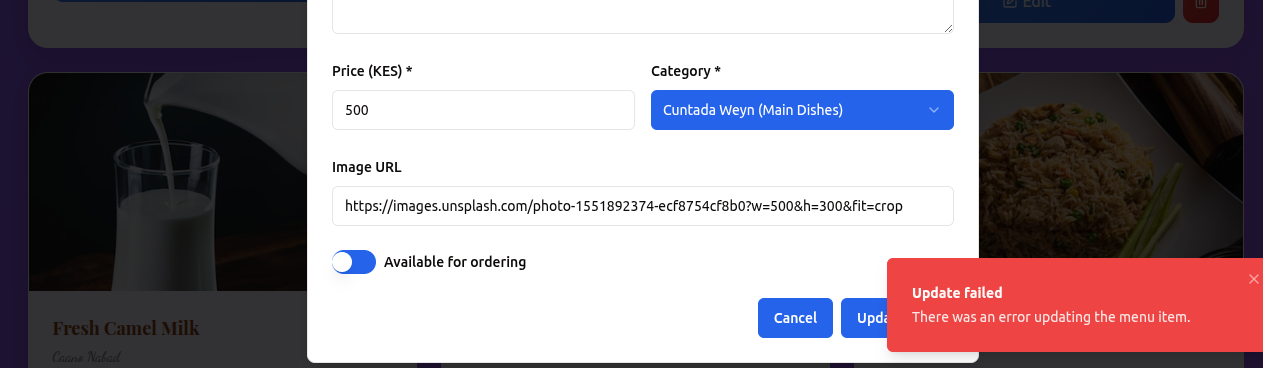 Edit
Price (KES) *
Category *
500
Cuntada Weyn (Main Dishes)
Image URL
https://images.unsplash.com/photo-1551892374-ecf8754cf8b0?w=500&h=300&fit=crop
Available for ordering
Update failed
There was an error updating the menu item.
Cancel
Upda
Fresh Camel Milk
Caano Nabad